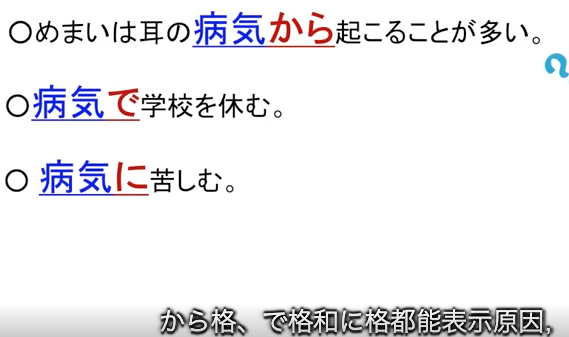 〇めまいは耳の病気から起こることが多い。
〇病気で学校を休む。
〇 病気に苦しむ。
から格、で格和に格都能表示原因,